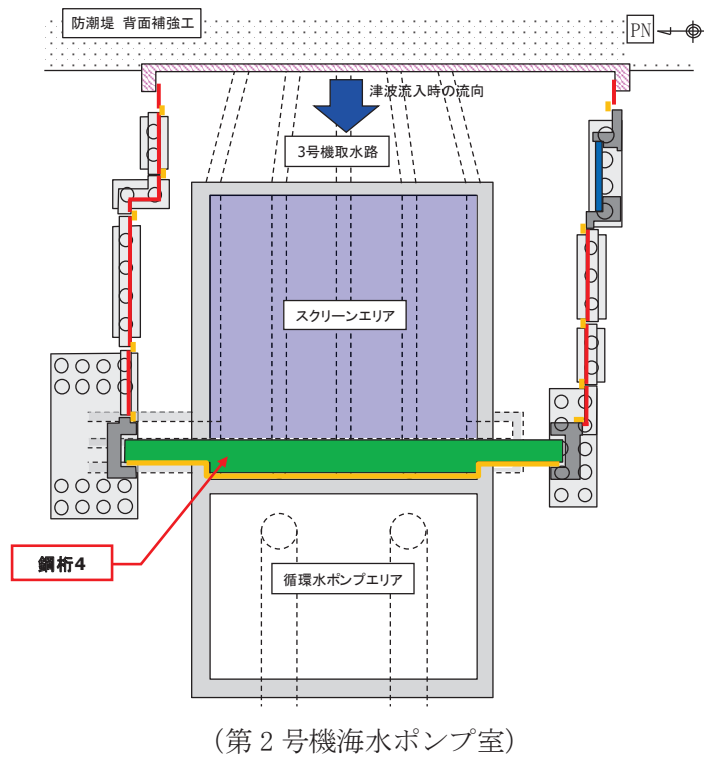 防潮堤 背面補強工
PN
津波流入時の流向
3号機取水路
スクリーンエリア
鋼桁4
循環水ポンプエリア
(第2号機海水ポンプ室)